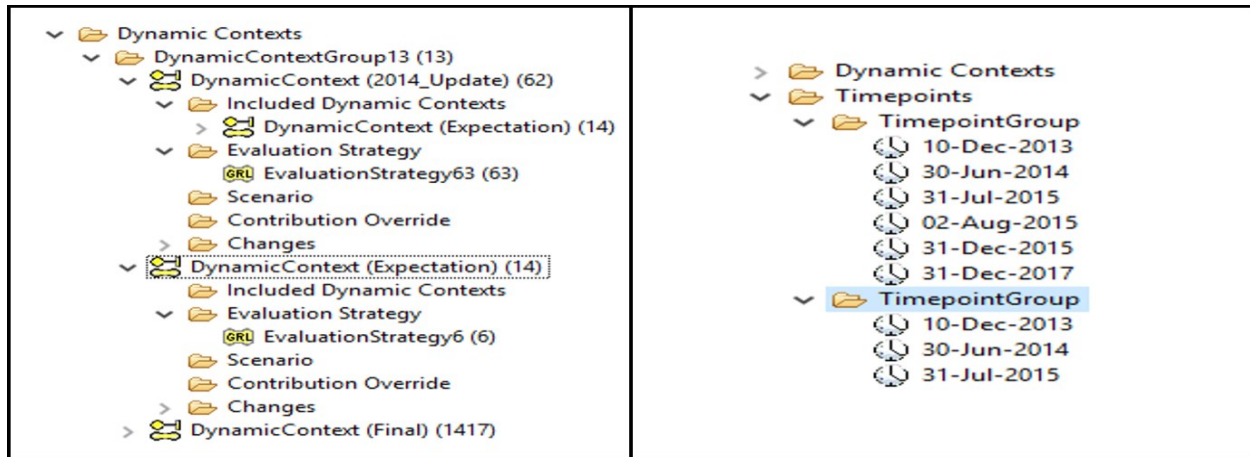 Dynamic Contexts
DynamicContextGroup13 (13)
DynamicContext (2014_Update) (62)
Included Dynamic Contexts
DynamicContext (Expectation) (14)
Evaluation Strategy
GRL EvaluationStrategy63 (63)
Scenario
Contribution Override
Changes
DynamicContext (Expectation) (14)
Included Dynamic Contexts
Evaluation Strategy
GRL EvaluationStrategy6 (6)
Scenario
Contribution Override
Changes
DynamicContext (Final) (1417)
Dynamic Contexts
Timepoints
TimepointGroup
10-Dec-2013
30-Jun-2014
31-Jul-2015
02-Aug-2015
31-Dec-2015
31-Dec-2017
TimepointGroup
10-Dec-2013
30-Jun-2014
31-Jul-2015